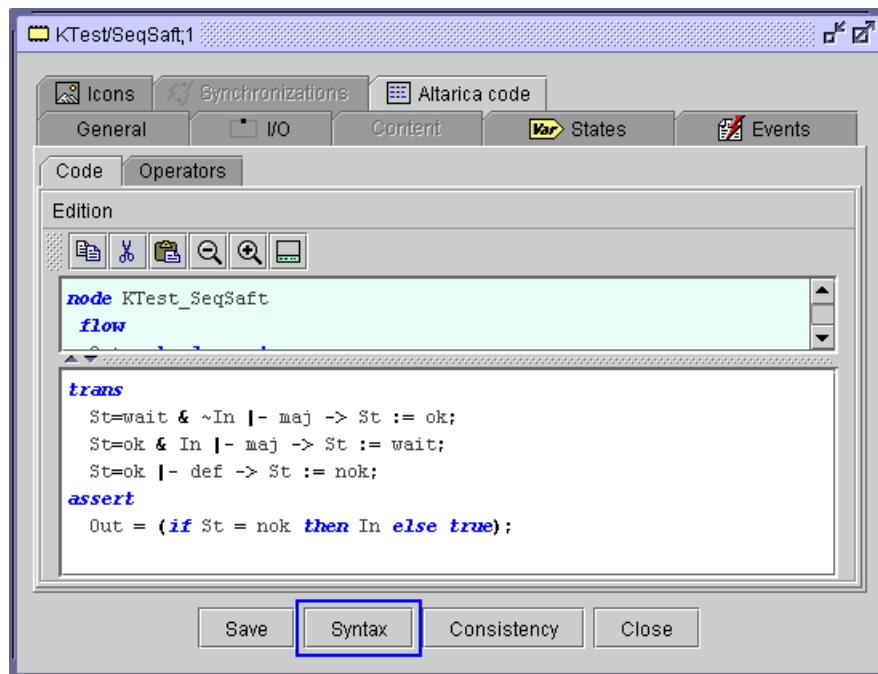 KTest/SeqSaft;1
Icons Synchronizations Altarica code
General I/O Content Var States Events
Code Operators
Edition
node KTest_SeqSaft
flow
trans
St=wait & ~In |- maj -> St := ok;
St=ok & In |- maj -> St := wait;
St=ok |- def -> St := nok;
assert
Out = (if St = nok then In else true);
Save Syntax Consistency Close